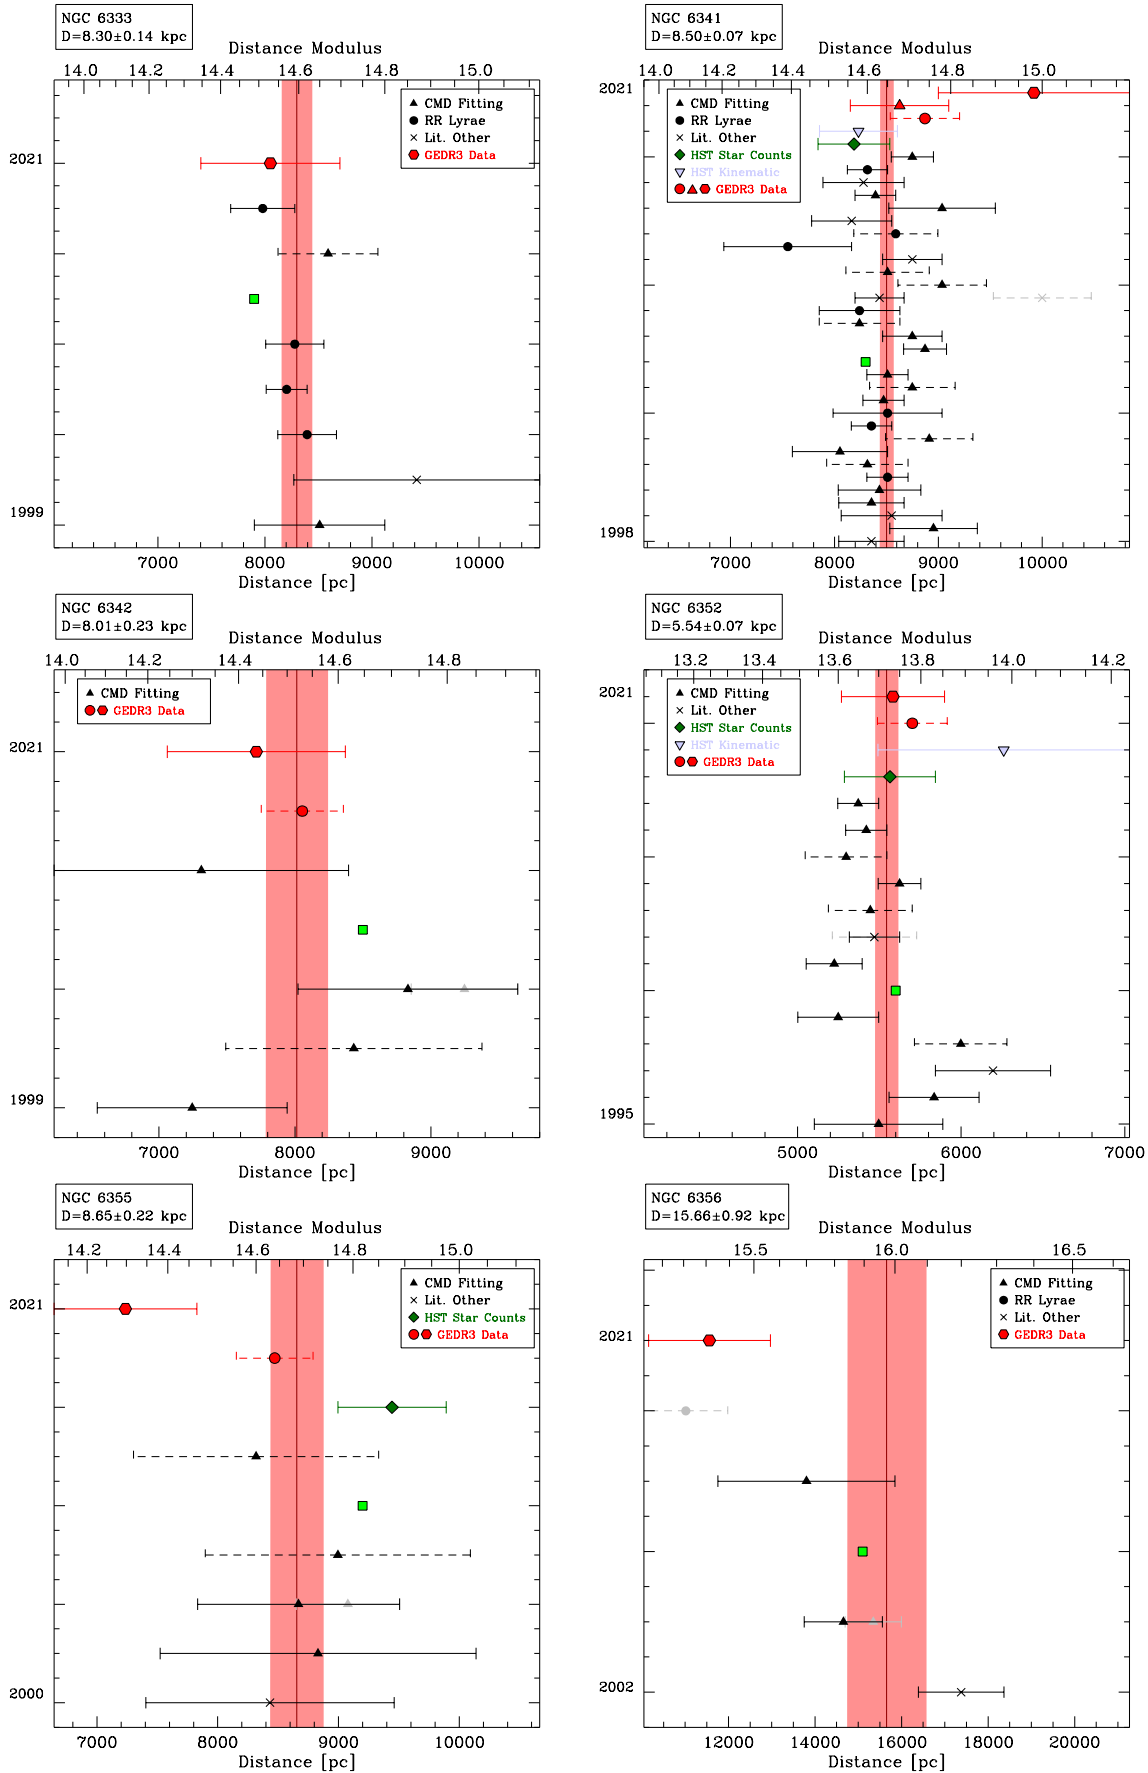 NGC 6333
D=8.30±0.14 kpc
Distance Modulus
14.0 14.2 14.4 14.6 14.8 15.0
CMD Fitting
RR Lyrae
Lit. Other
GEDR3 Data
2021
1999
7000 8000 9000 10000
Distance [pc]
NGC 6341
D=8.50±0.07 kpc
Distance Modulus
14.0 14.2 14.4 14.6 14.8 15.0
2021
CMD Fitting
RR Lyrae
Lit. Other
HST Star Counts
HST Kinematic
GEDR3 Data
1998
7000 8000 9000 10000
Distance [pc]
NGC 6342
D=8.01±0.23 kpc
Distance Modulus
14.0 14.2 14.4 14.6 14.8
CMD Fitting
GEDR3 Data
2021
1999
7000 8000 9000
Distance [pc]
NGC 6352
D=5.54±0.07 kpc
Distance Modulus
13.2 13.4 13.6 13.8 14.0 14.2
2021
CMD Fitting
Lit. Other
HST Star Counts
HST Kinematic
GEDR3 Data
1995
5000 6000 7000
Distance [pc]
NGC 6355
D=8.65±0.22 kpc
Distance Modulus
14.2 14.4 14.6 14.8 15.0
CMD Fitting
Lit. Other
HST Star Counts
GEDR3 Data
2021
2000
7000 8000 9000 10000
Distance [pc]
NGC 6356
D=15.66±0.92 kpc
Distance Modulus
15.5 16.0 16.5
CMD Fitting
RR Lyrae
Lit. Other
GEDR3 Data
2021
2002
12000 14000 16000 18000 20000
Distance [pc]